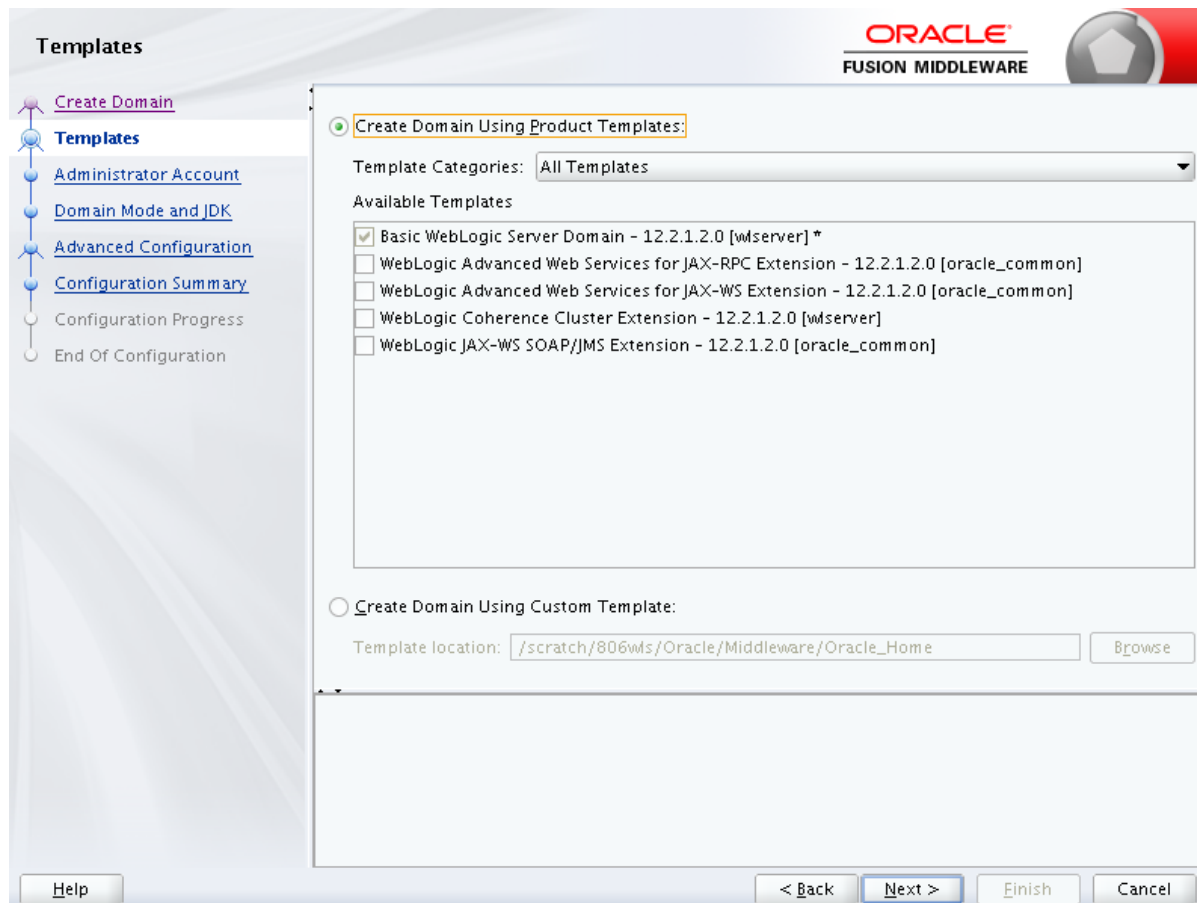 Templates
ORACLE
FUSION MIDDLEWARE
Create Domain
Templates
Administrator Account
Domain Mode and JDK
Advanced Configuration
Configuration Summary
Configuration Progress
End Of Configuration
Create Domain Using Product Templates:
Template Categories: All Templates
Available Templates
Basic WebLogic Server Domain - 12.2.1.2.0 [wlserver] *
WebLogic Advanced Web Services for JAX-RPC Extension - 12.2.1.2.0 [oracle_common]
WebLogic Advanced Web Services for JAX-WS Extension - 12.2.1.2.0 [oracle_common]
WebLogic Coherence Cluster Extension - 12.2.1.2.0 [wlserver]
WebLogic JAX-WS SOAP/JMS Extension - 12.2.1.2.0 [oracle_common]
Create Domain Using Custom Template:
Template location: /scratch/806wls/Oracle/Middleware/Oracle_Home Browse
Help < Back Next > Finish Cancel